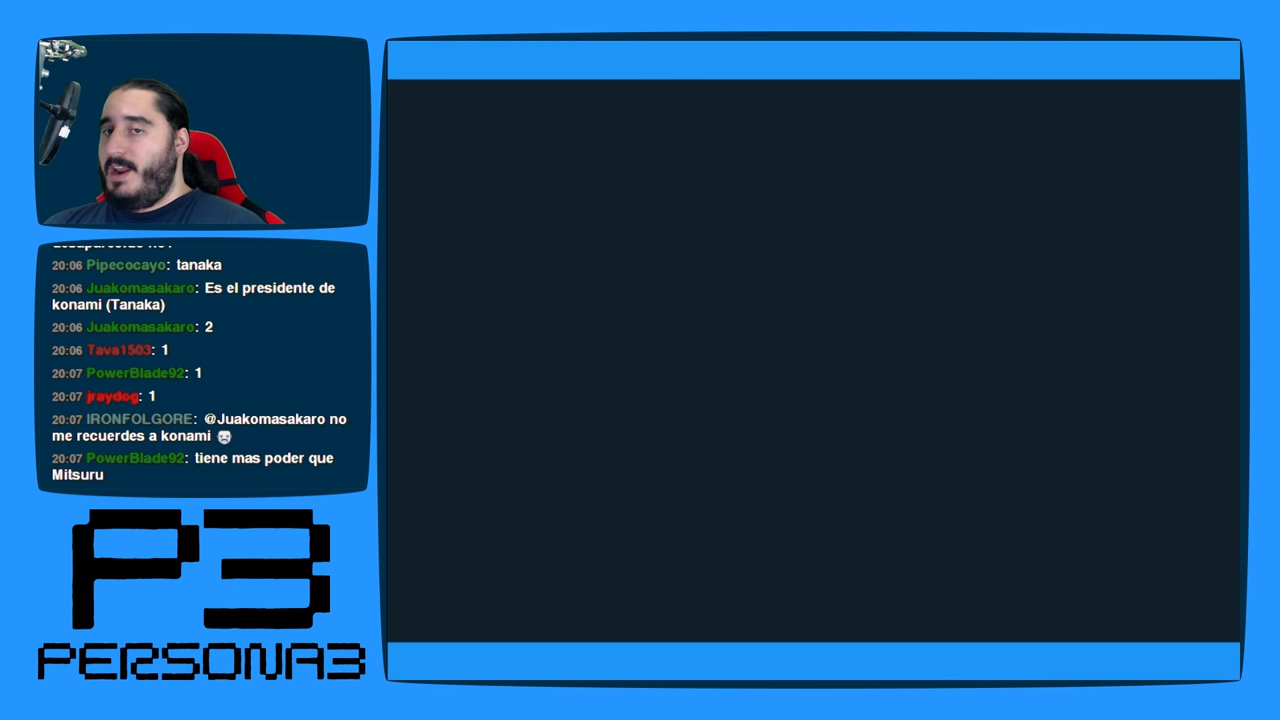 20:06 Pipecocayo: tanaka
20:06 Juakomasakaro: Es el presidente de
konami (Tanaka)
20:06 Juakomasakaro: 2
20:06 Tava1503: 1
20:07 PowerBlade92: 1
20:07 jraydog: 1
20:07 IRONFOLGORE: @Juakomasakaro no
me recuerdes a konami
20:07 PowerBlade92: tiene mas poder que
Mitsuru
P3
PERSONA3